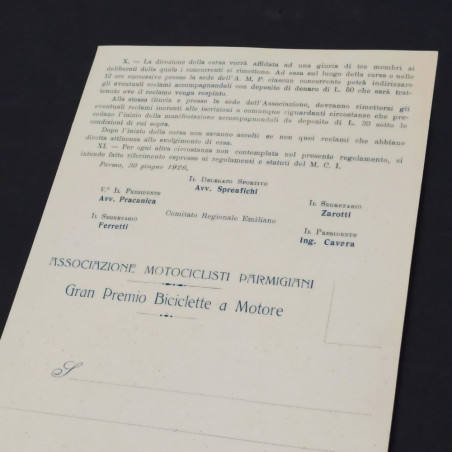 X. — La direzione della corsa verrà affidata ad una giuria di tre membri ai
deliberati della quale i concorrenti si rimettono. Ad essa sul luogo della corsa o nelle
12 ore successive presso la sede dell'A. M. P. ciascun concorrente potrà indirizzare
gli eventuali reclami accompagnandoli con deposito di denaro di L. 50 che sarà trat-
tenuto ove il reclamo venga respinto.
Alla stessa Giuria e presso la sede dell'Associazione, dovranno rimettersi gli
eventuali reclami inerenti alle iscrizioni o comunque riguardanti circostanze che pre-
cedano l'inizio della manifestazione accompagnandoli da deposito di L. 20 sotto le
condizioni di cui sopra.
Dopo l'inizio della corsa non saranno accolti se non quei reclami che abbiano
diretta attinenza allo svolgimento di essa.
XI. — Per ogni altra circostanza non contemplata nel presente regolamento, si
intende fatto riferimento espresso ai regolamenti e statuti del M. C. I.
Parma, 30 giugno 1926.
Il Delegato Sportivo
Avv. Spreafichi
V.° Il Presidente
Avv. Pracanica
Il Segretario
Zarotti
Comitato Regionale Emiliano
Il Segretario
Ferretti
Il Presidente
Ing. Cavera
ASSOCIAZIONE MOTOCICLISTI PARMIGIANI
Gran Premio Biciclette a Motore
S